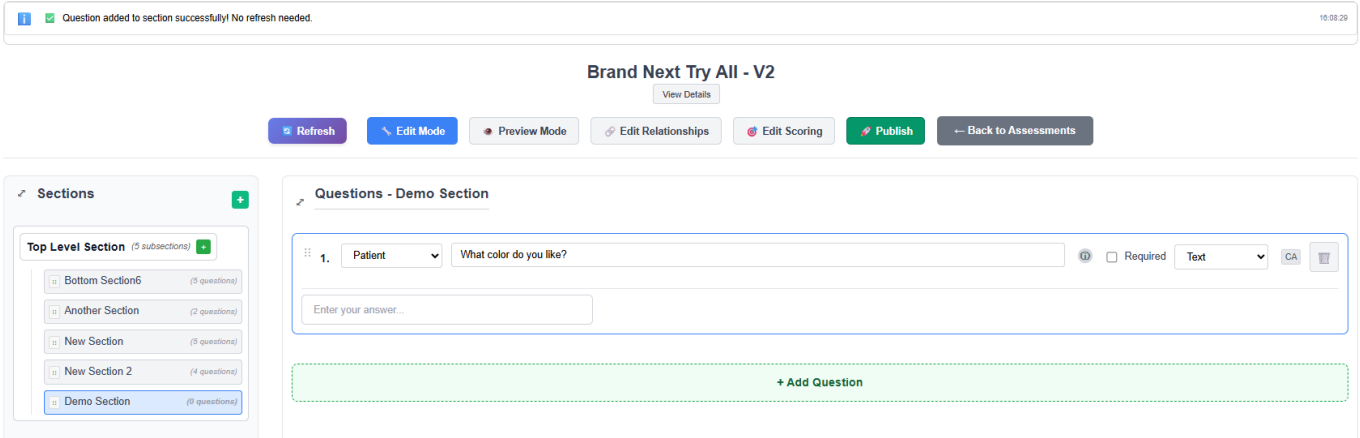 Question added to section successfully! No refresh needed.
16:08:29
Brand Next Try All - V2
View Details
Refresh
Edit Mode
Preview Mode
Edit Relationships
Edit Scoring
Publish
← Back to Assessments
Sections
+
Top Level Section (5 subsections) +
Bottom Section6 (5 questions)
Another Section (2 questions)
New Section (5 questions)
New Section 2 (4 questions)
Demo Section (0 questions)
Questions - Demo Section
1. Patient What color do you like? Required Text CA
Enter your answer...
+ Add Question